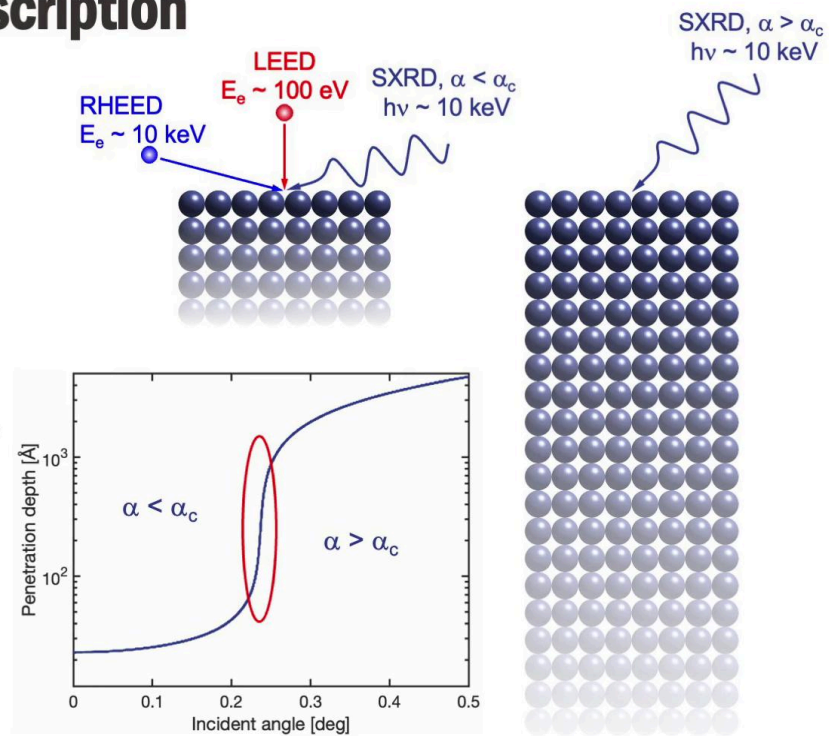 SXRD, α > αc
hν ~ 10 keV
LEED
Ee ~ 100 eV
SXRD, α < αc
hν ~ 10 keV
RHEED
Ee ~ 10 keV
Penetration depth [Å]
10³
10²
α < αc
α > αc
0
0.1
0.2
0.3
0.4
0.5
Incident angle [deg]